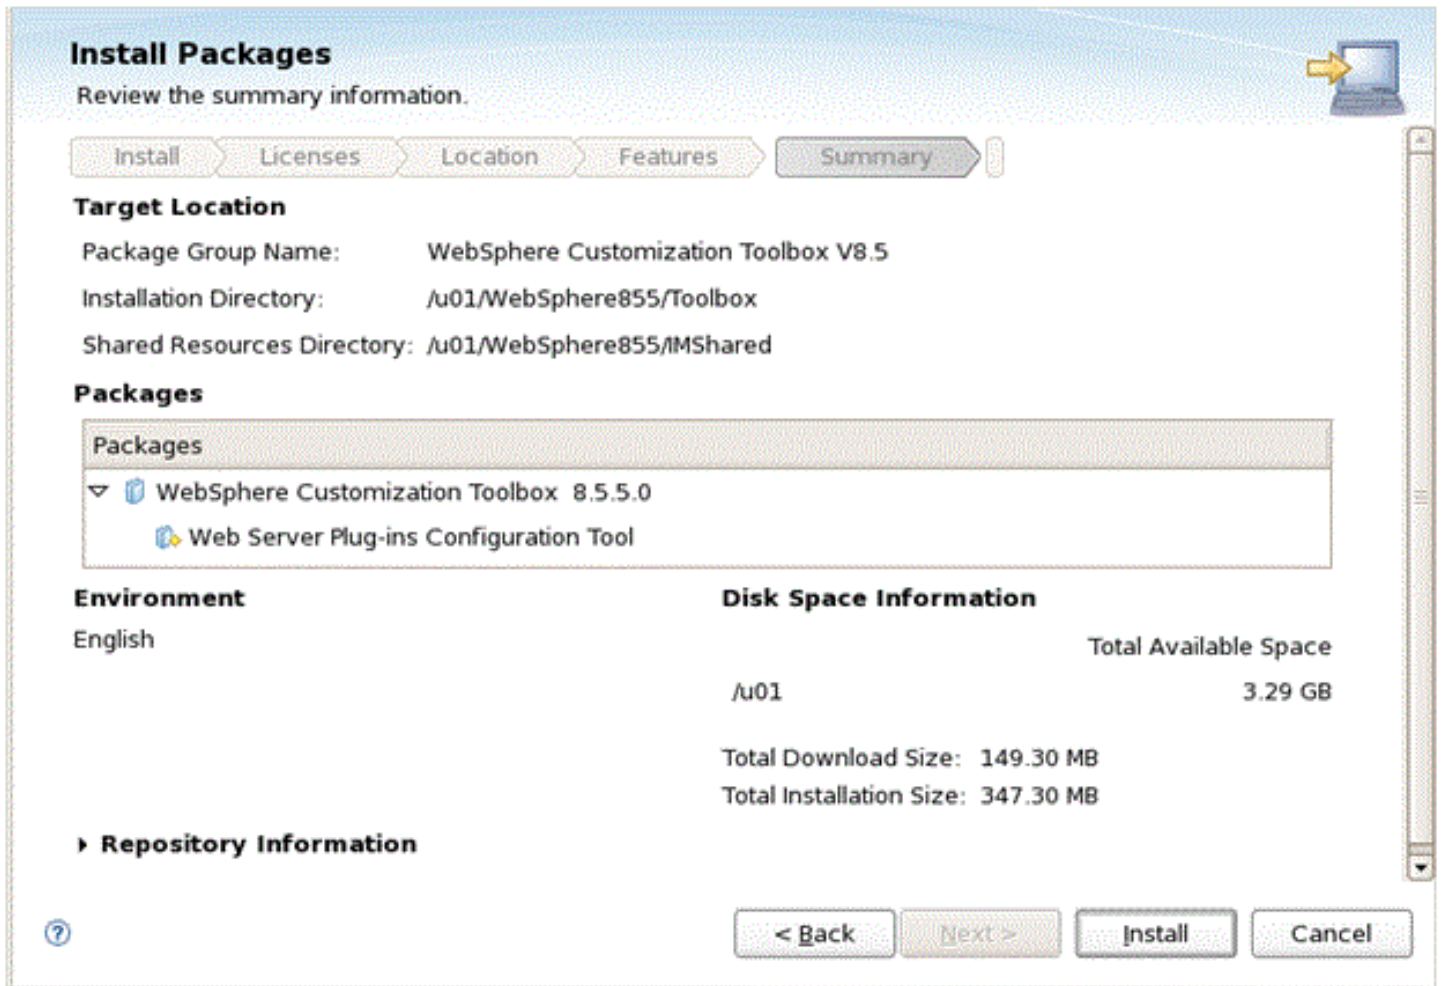 Install Packages
Review the summary information.
Install Licenses Location Features Summary
Target Location
Package Group Name: WebSphere Customization Toolbox V8.5
Installation Directory: /u01/WebSphere855/Toolbox
Shared Resources Directory: /u01/WebSphere855/IMShared
Packages
Packages
WebSphere Customization Toolbox 8.5.5.0
Web Server Plug-ins Configuration Tool
Environment
English
Disk Space Information
Total Available Space
/u01 3.29 GB
Total Download Size: 149.30 MB
Total Installation Size: 347.30 MB
Repository Information
? < Back Next > Install Cancel